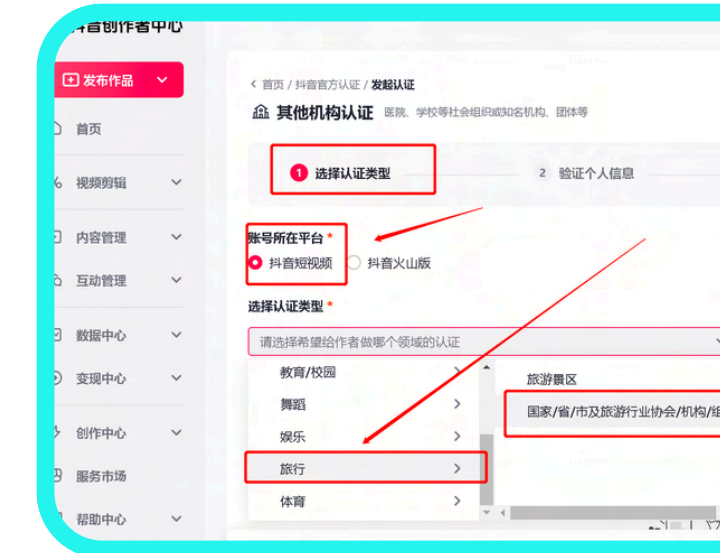 抖音创作者中心
发布作品
首页
视频剪辑
内容管理
互动管理
数据中心
变现中心
创作中心
服务市场
帮助中心
< 首页 / 抖音官方认证 / 发起认证
其他机构认证 医院、学校等社会组织或知名机构、团体等
1 选择认证类型
2 验证个人信息
账号所在平台 *
抖音短视频 抖音火山版
选择认证类型 *
请选择希望给作者做哪个领域的认证
教育/校园
舞蹈
娱乐
旅行
体育
旅游景区
国家/省/市及旅游行业协会/机构/组